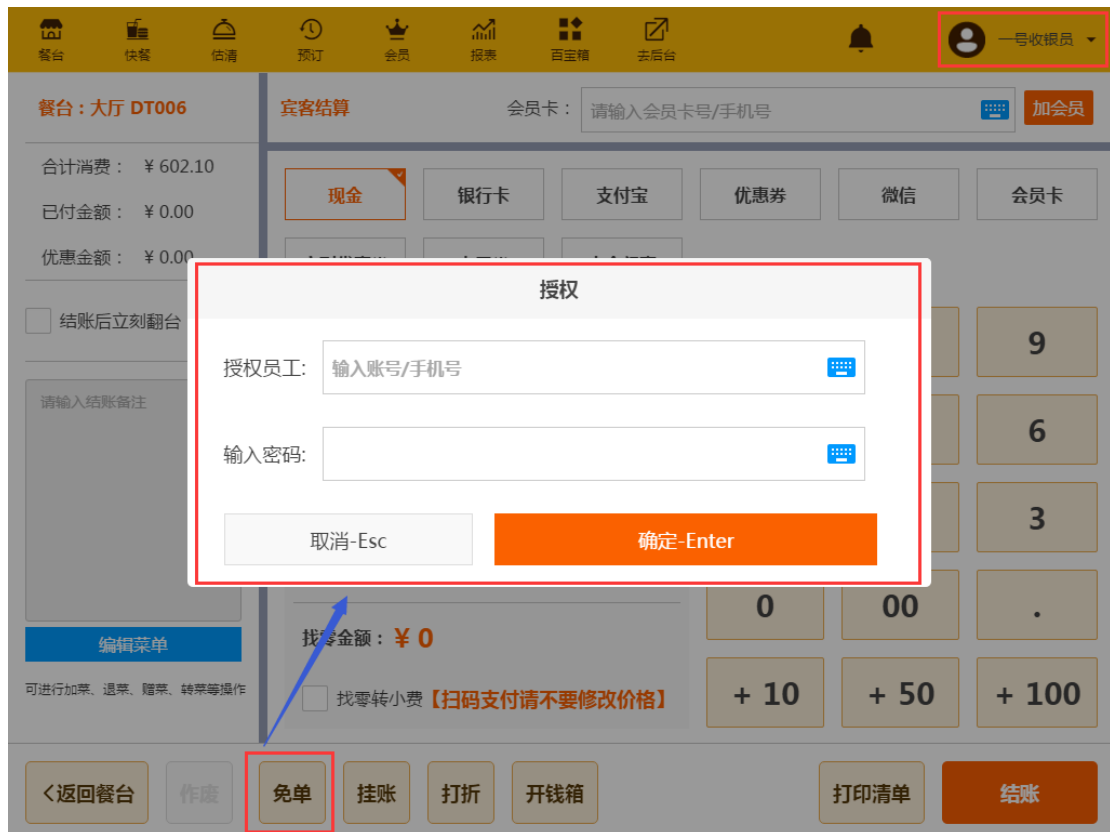 餐台 快餐 估清 预订 会员 报表 百宝箱 去后台 一号收银员
餐台：大厅 DT006
宾客结算 会员卡： 请输入会员卡号/手机号 加会员
合计消费： ¥ 602.10
已付金额： ¥ 0.00
优惠金额： ¥ 0.00
现金 银行卡 支付宝 优惠券 微信 会员卡
结账后立刻翻台
请输入结账备注
授权
授权员工: 输入账号/手机号
输入密码:
取消-Esc 确定-Enter
9
6
3
0 00 .
+ 10 + 50 + 100
编辑菜单
可进行加菜、退菜、赠菜、转菜等操作
找零金额：¥ 0
找零转小费【扫码支付请不要修改价格】
<返回餐台 作废 免单 挂账 打折 开钱箱 打印清单 结账